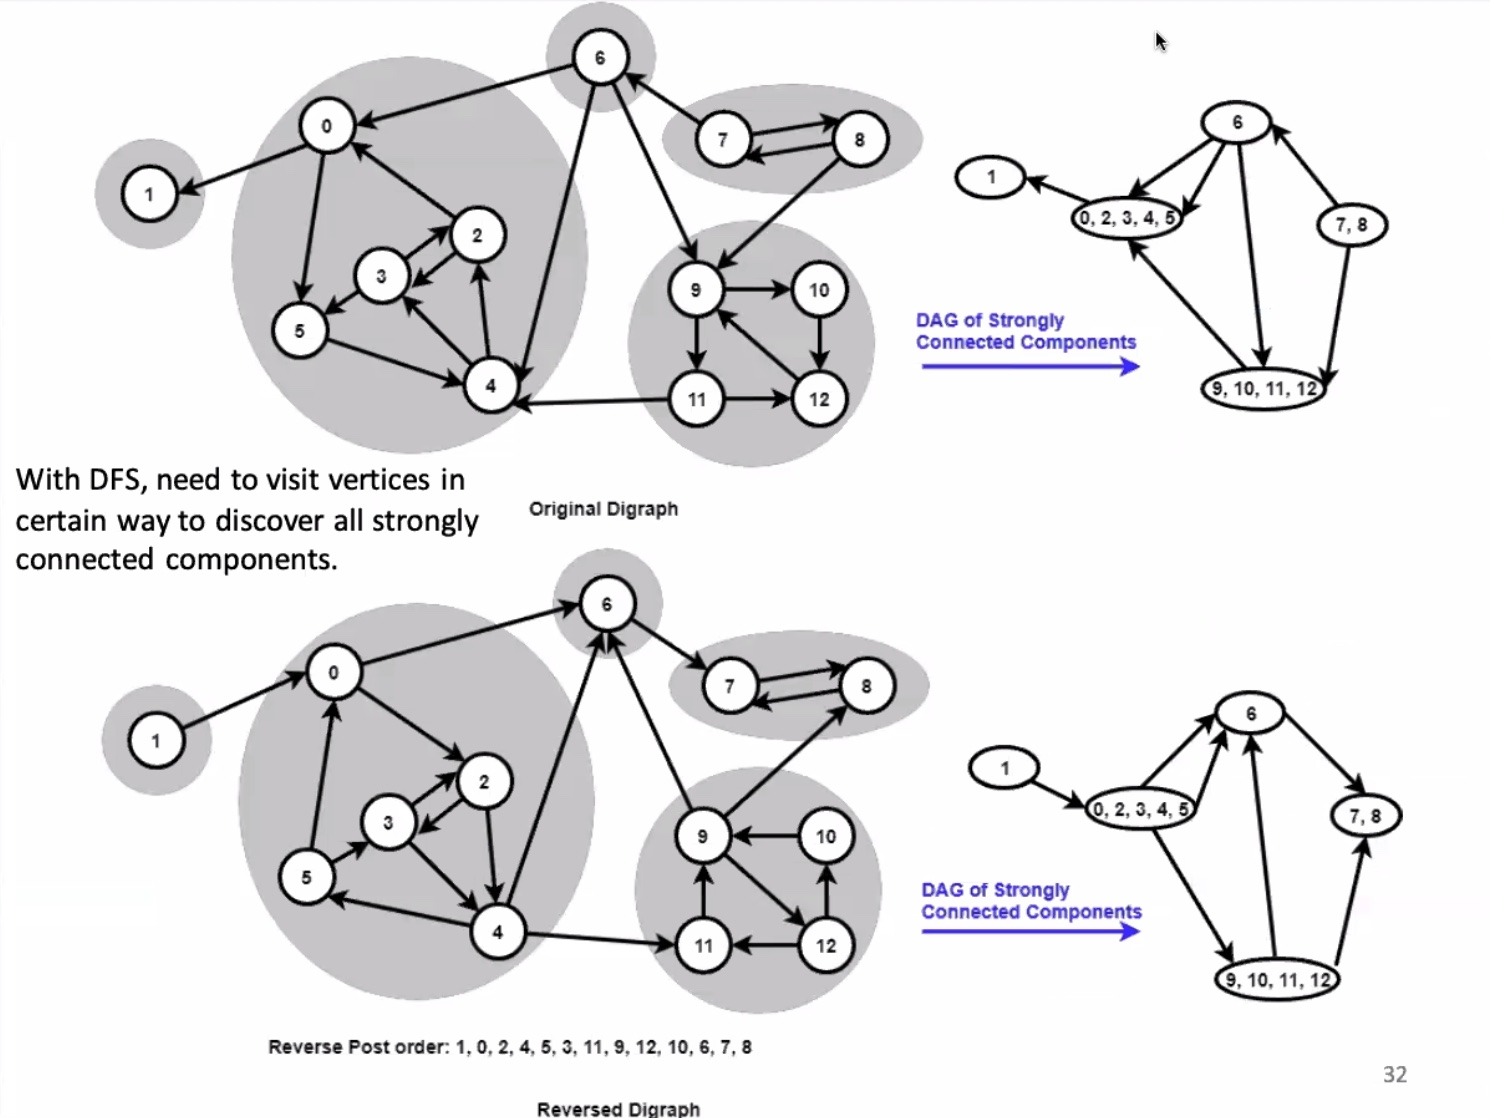 6
0
7
8
1
2
3
5
4
9
10
11
12
6
1
0, 2, 3, 4, 5
7, 8
9, 10, 11, 12
DAG of Strongly
Connected Components
With DFS, need to visit vertices in
certain way to discover all strongly
connected components.
Original Digraph
6
0
7
8
1
2
3
5
4
9
10
11
12
6
1
0, 2, 3, 4, 5
7, 8
9, 10, 11, 12
DAG of Strongly
Connected Components
Reverse Post order: 1, 0, 2, 4, 5, 3, 11, 9, 12, 10, 6, 7, 8
32
Reversed Digraph